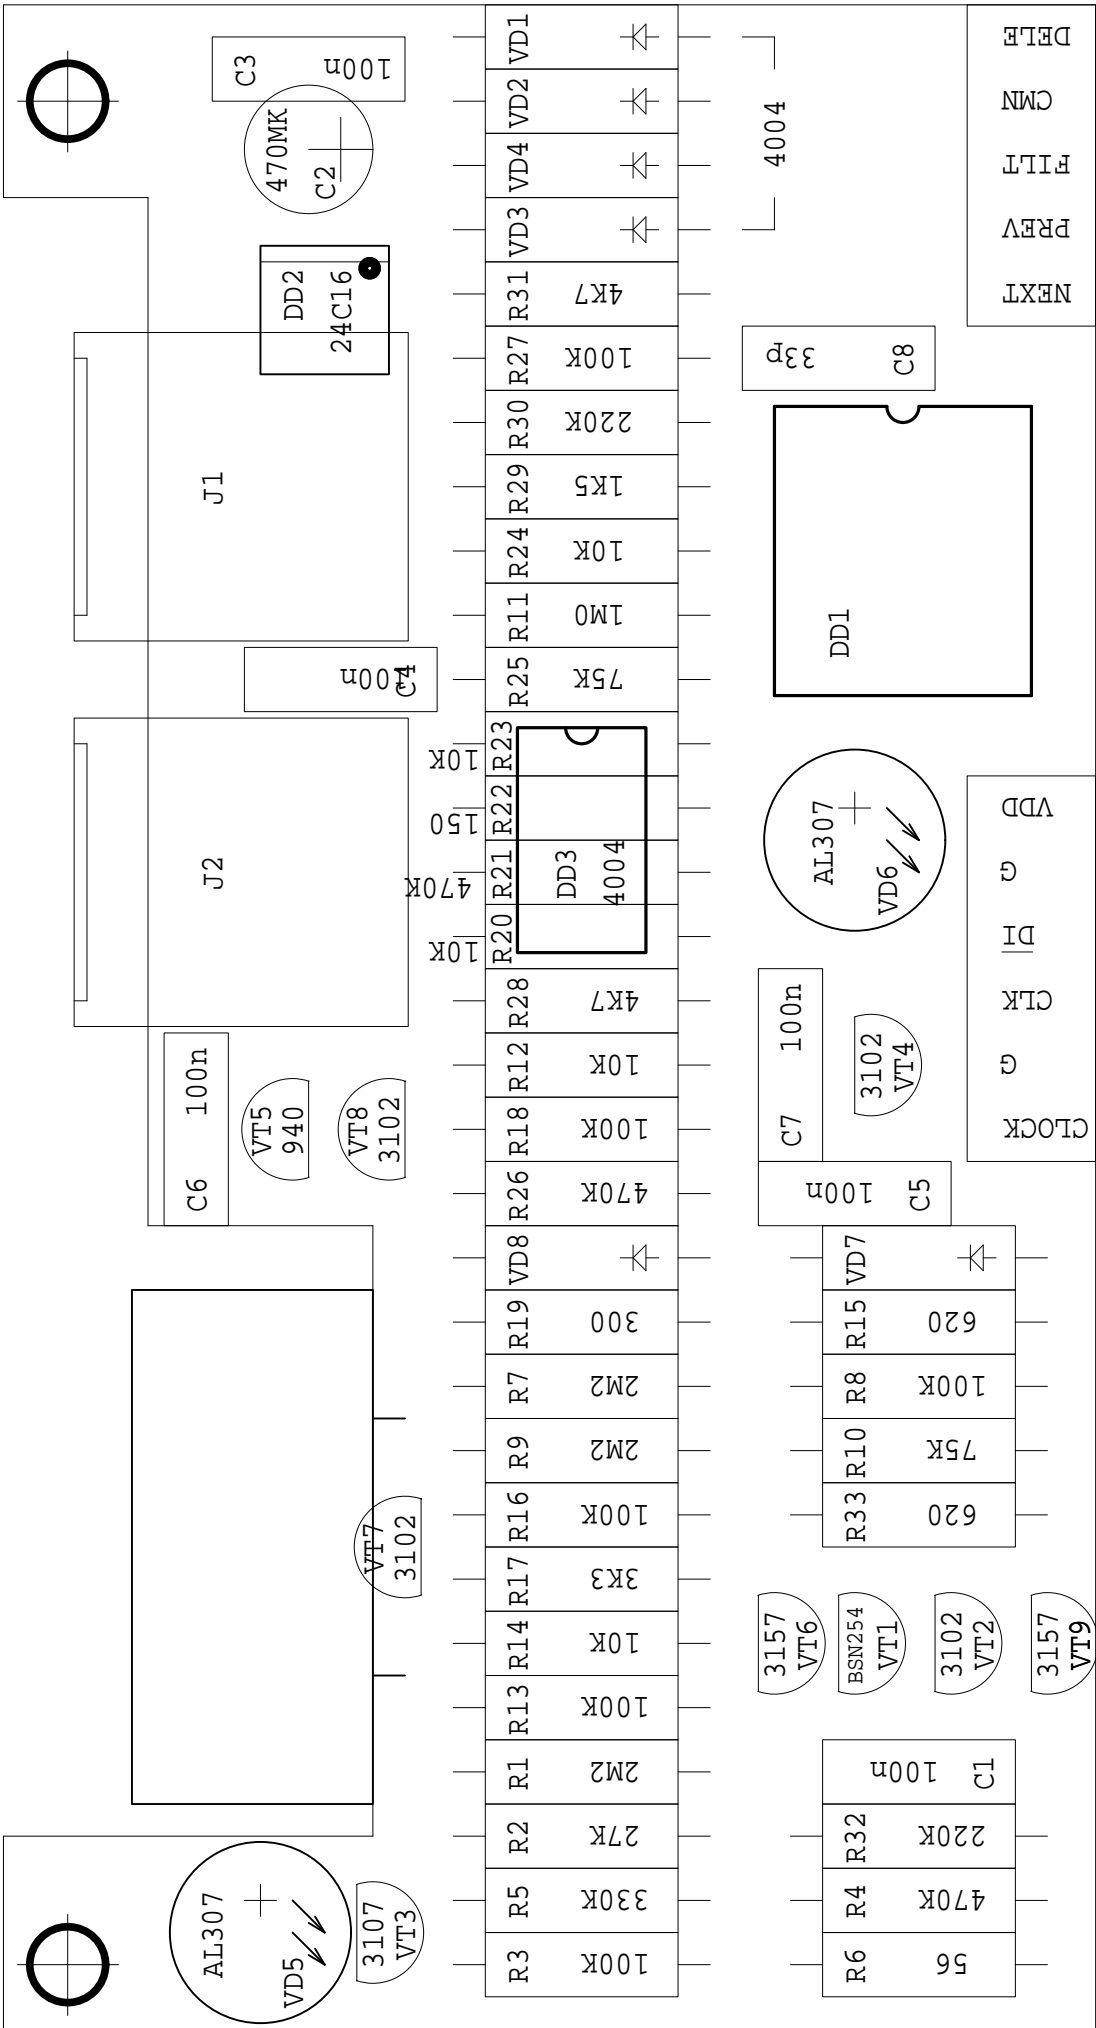 C3 100n
470MK
C2
DD2
24C16
J1
100n C4
J2
C6 100n
VT5
940
VT8
3102
VT7
3102
AL307
VD5
3107
VT3
VD1
VD2
VD4
VD3
4004
R31 4K7
R27 100K
R30 220K
R29 1K5
R24 10K
R11 1M0
R25 75K
R23 10K
R22 150
R21 470K
R20 10K
DD3
4004
R28 4K7
R12 10K
R18 100K
R26 470K
VD8
R19 300
R7 2M2
R9 2M2
R16 100K
R17 3K3
R14 10K
R13 100K
R1 2M2
R2 27K
R5 330K
R3 100K
DELE
CMN
FILT
PREV
NEXT
33p C8
DD1
AL307
VD6
VDD
G
DI
CLK
G
CLOCK
C7 100n
3102
VT4
100n C5
VD7
R15 620
R8 100K
R10 75K
R33 620
3157
VT6
BSN254
VT1
3102
VT2
3157
VT9
100n C1
R32 220K
R4 470K
R6 56